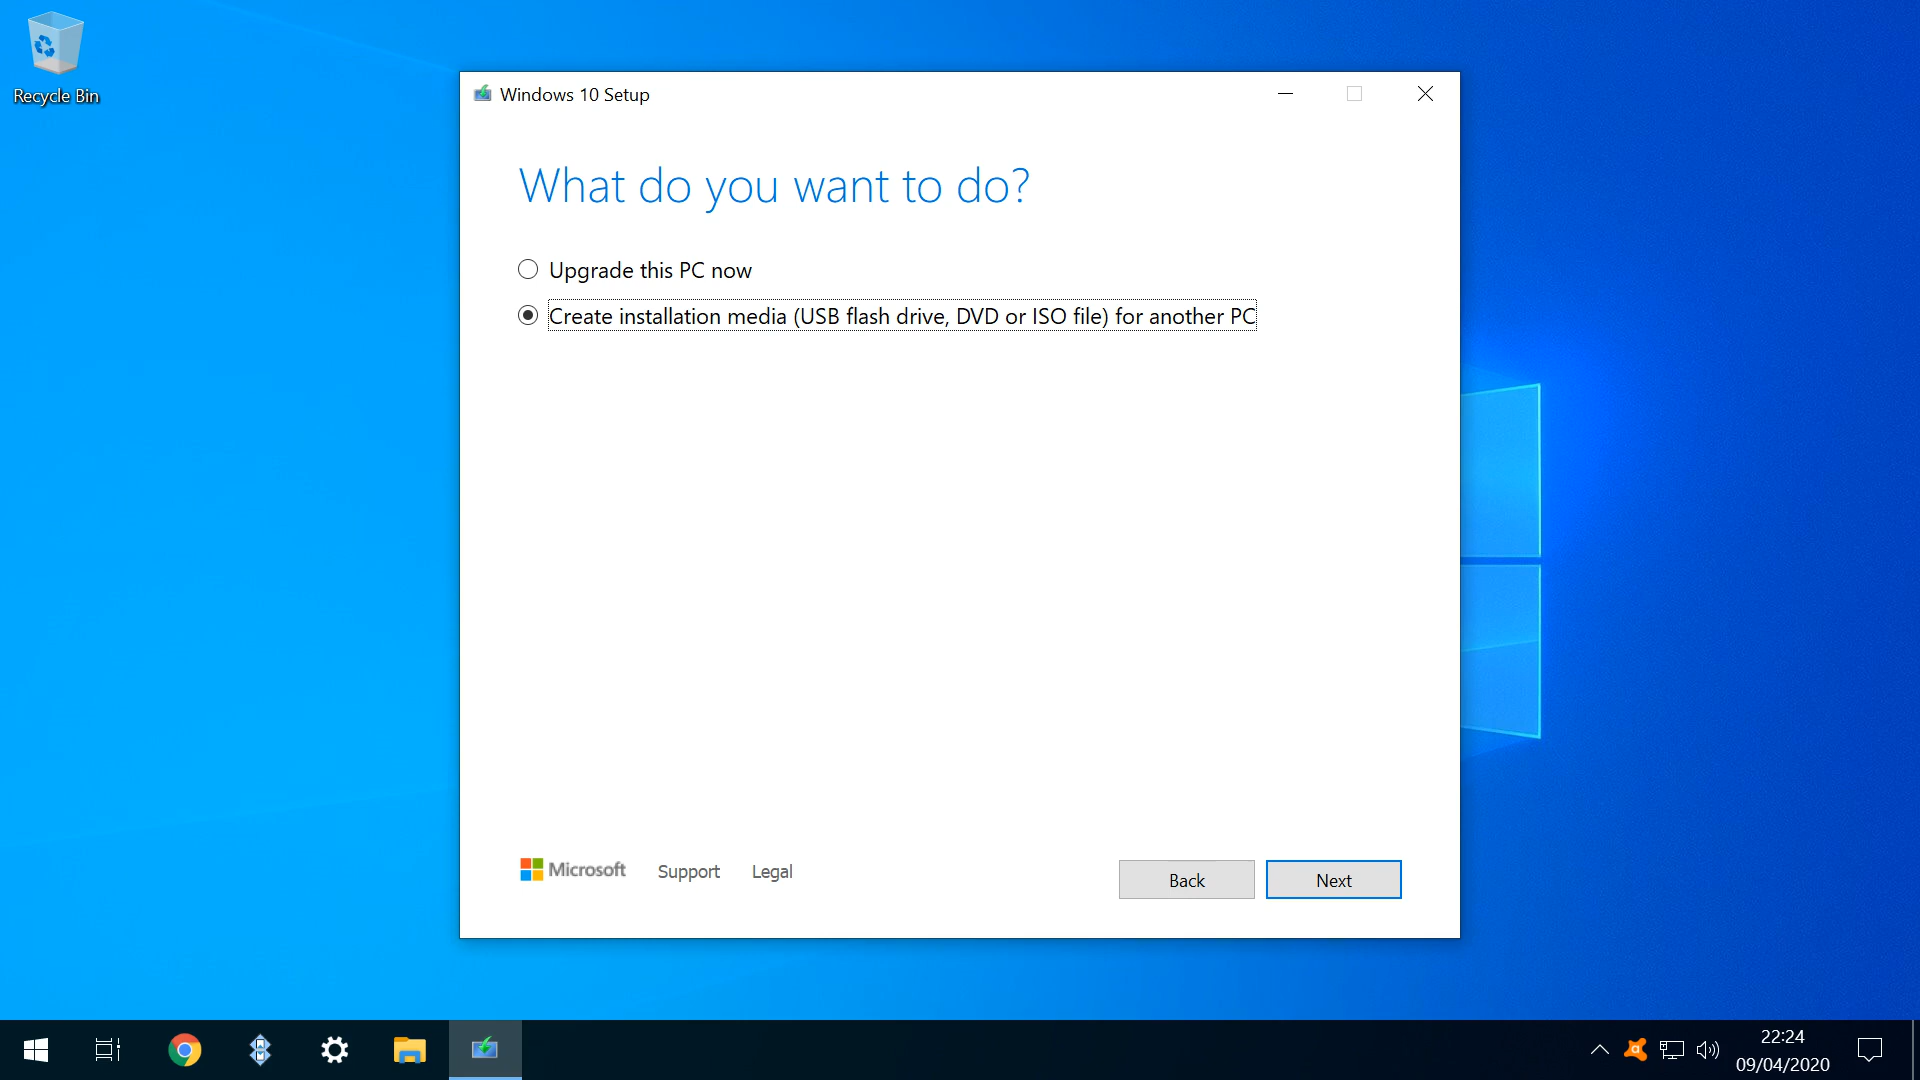 Recycle Bin
Windows 10 Setup
What do you want to do?
Upgrade this PC now
Create installation media (USB flash drive, DVD or ISO file) for another PC
Microsoft
Support
Legal
Back
Next
22:24
09/04/2020